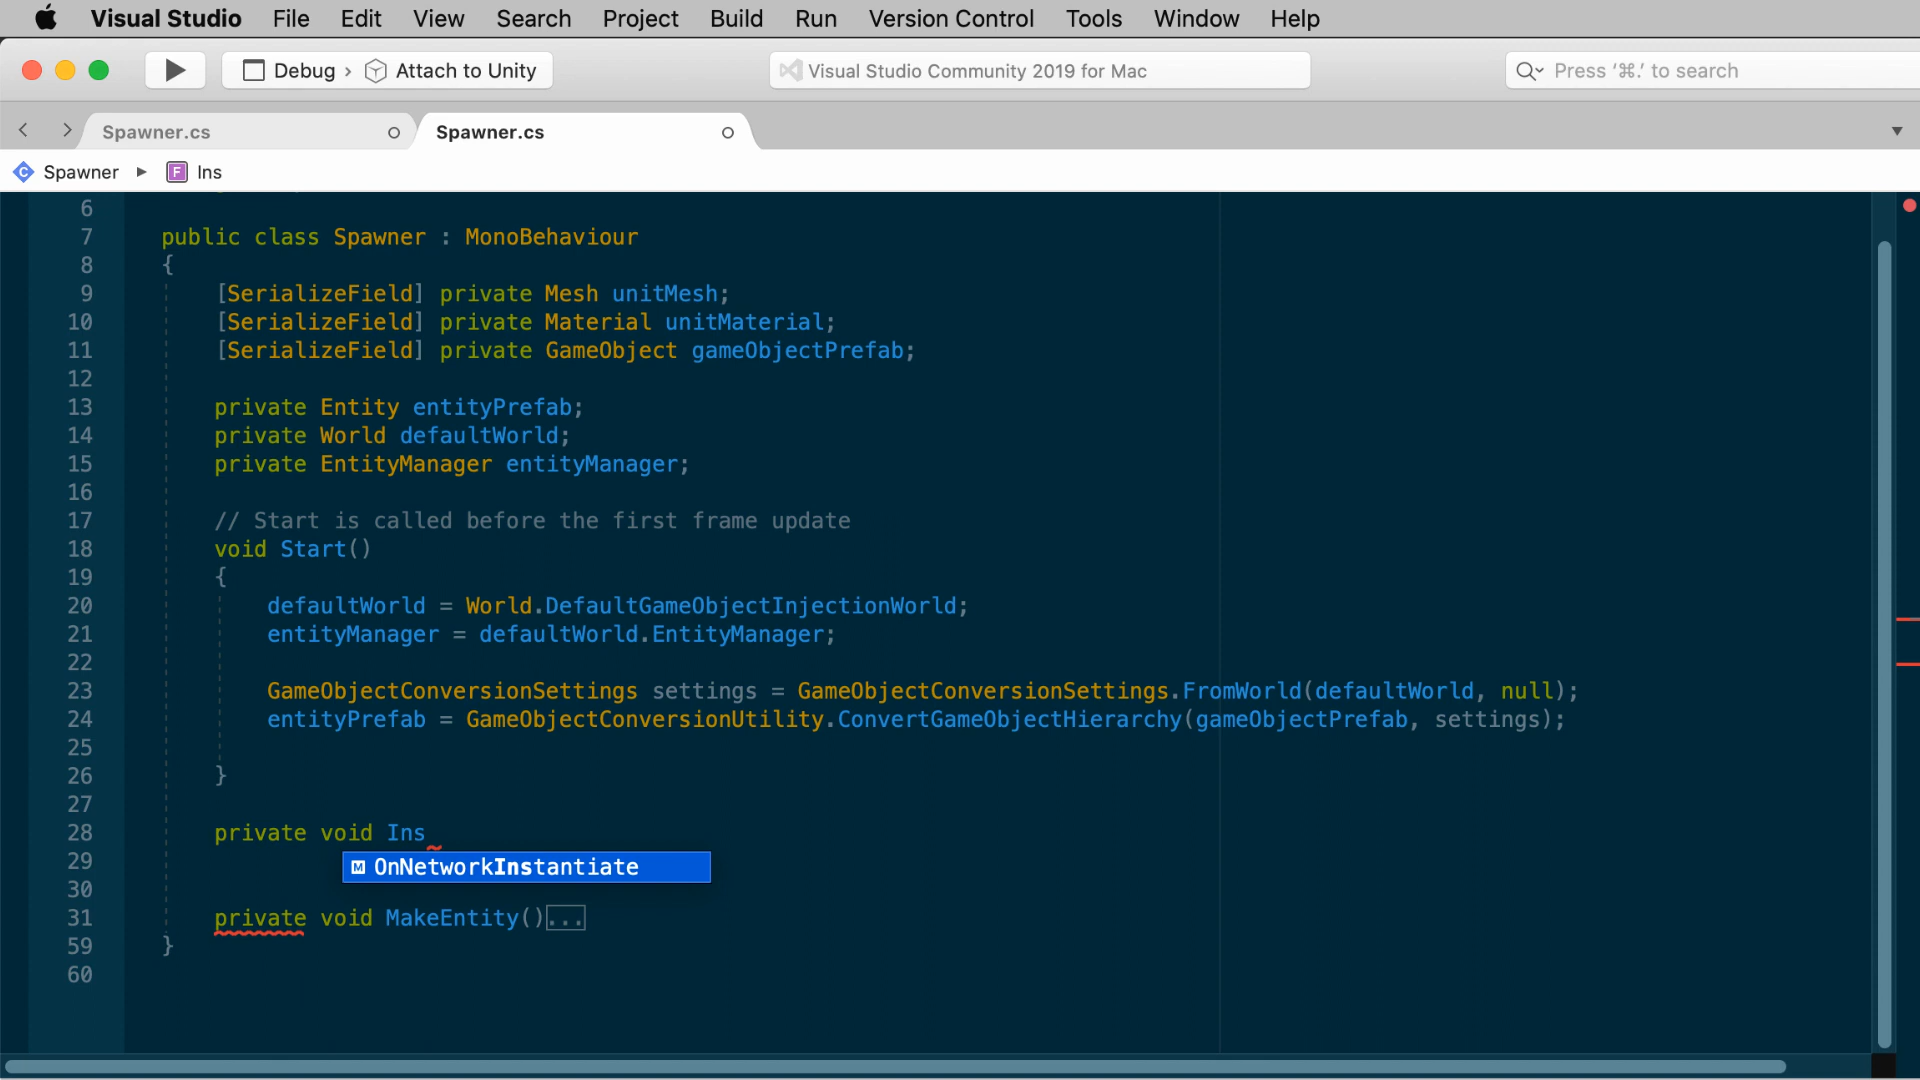 Visual Studio File Edit View Search Project Build Run Version Control Tools Window Help
Debug › Attach to Unity Visual Studio Community 2019 for Mac Press ‘⌘.’ to search
Spawner.cs Spawner.cs
Spawner ▸ F Ins
6
7 public class Spawner : MonoBehaviour
8 {
9 [SerializeField] private Mesh unitMesh;
10 [SerializeField] private Material unitMaterial;
11 [SerializeField] private GameObject gameObjectPrefab;
12
13 private Entity entityPrefab;
14 private World defaultWorld;
15 private EntityManager entityManager;
16
17 // Start is called before the first frame update
18 void Start()
19 {
20 defaultWorld = World.DefaultGameObjectInjectionWorld;
21 entityManager = defaultWorld.EntityManager;
22
23 GameObjectConversionSettings settings = GameObjectConversionSettings.FromWorld(defaultWorld, null);
24 entityPrefab = GameObjectConversionUtility.ConvertGameObjectHierarchy(gameObjectPrefab, settings);
25
26 }
27
28 private void Ins
29 M OnNetworkInstantiate
30
31 private void MakeEntity()...
59 }
60